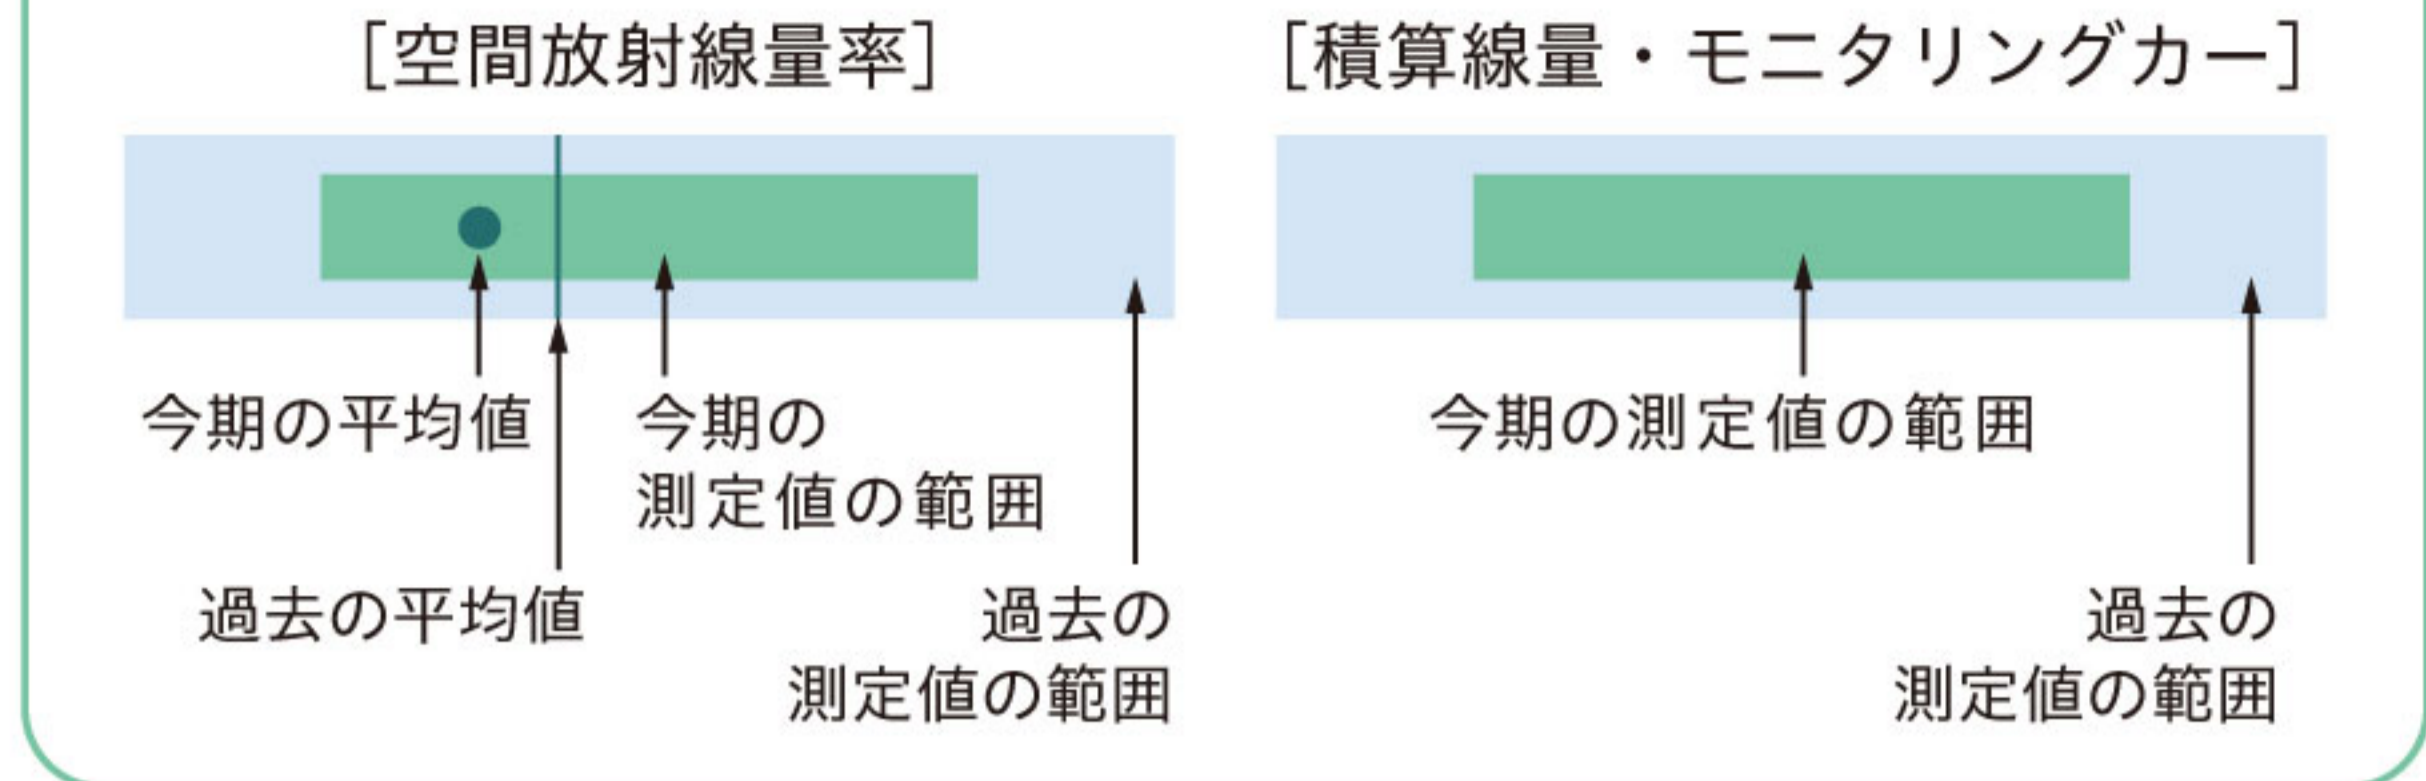 [空間放射線量率]
[積算線量・モニタリングカー]
今期の平均値
今期の
測定値の範囲
過去の平均値
過去の
測定値の範囲
今期の測定値の範囲
過去の
測定値の範囲